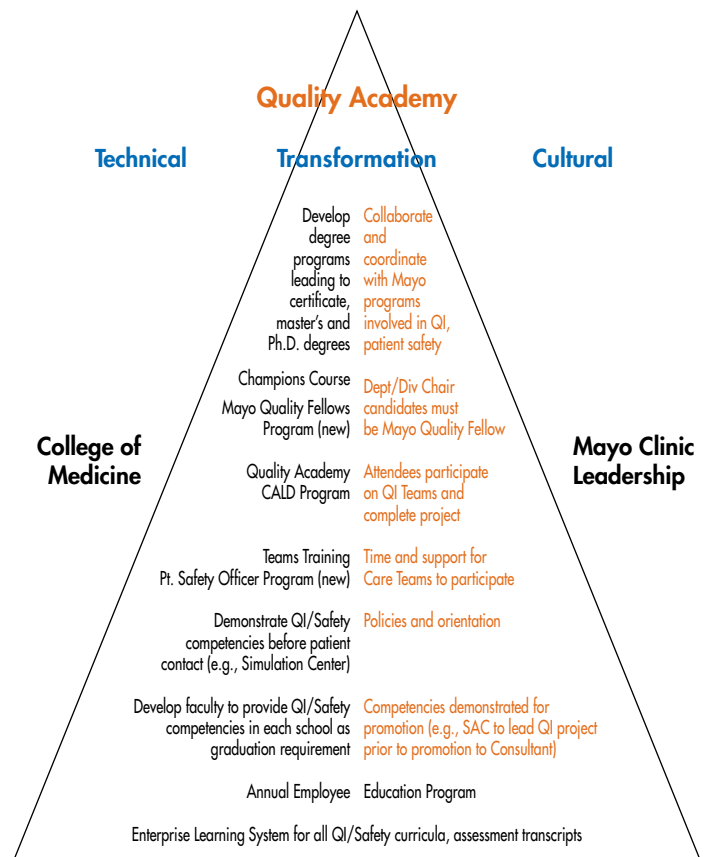 Quality Academy
Technical
Transformation
Cultural
Develop
degree
programs
leading to
certificate,
master's and
Ph.D. degrees
Collaborate
and
coordinate
with Mayo
programs
involved in QI,
patient safety
Champions Course
Mayo Quality Fellows
Program (new)
Dept/Div Chair
candidates must
be Mayo Quality Fellow
College of
Medicine
Mayo Clinic
Leadership
Quality Academy
CALD Program
Attendees participate
on QI Teams and
complete project
Teams Training
Pt. Safety Officer Program (new)
Time and support for
Care Teams to participate
Demonstrate QI/Safety
competencies before patient
contact (e.g., Simulation Center)
Policies and orientation
Develop faculty to provide QI/Safety
competencies in each school as
graduation requirement
Competencies demonstrated for
promotion (e.g., SAC to lead QI project
prior to promotion to Consultant)
Annual Employee Education Program
Enterprise Learning System for all QI/Safety curricula, assessment transcripts